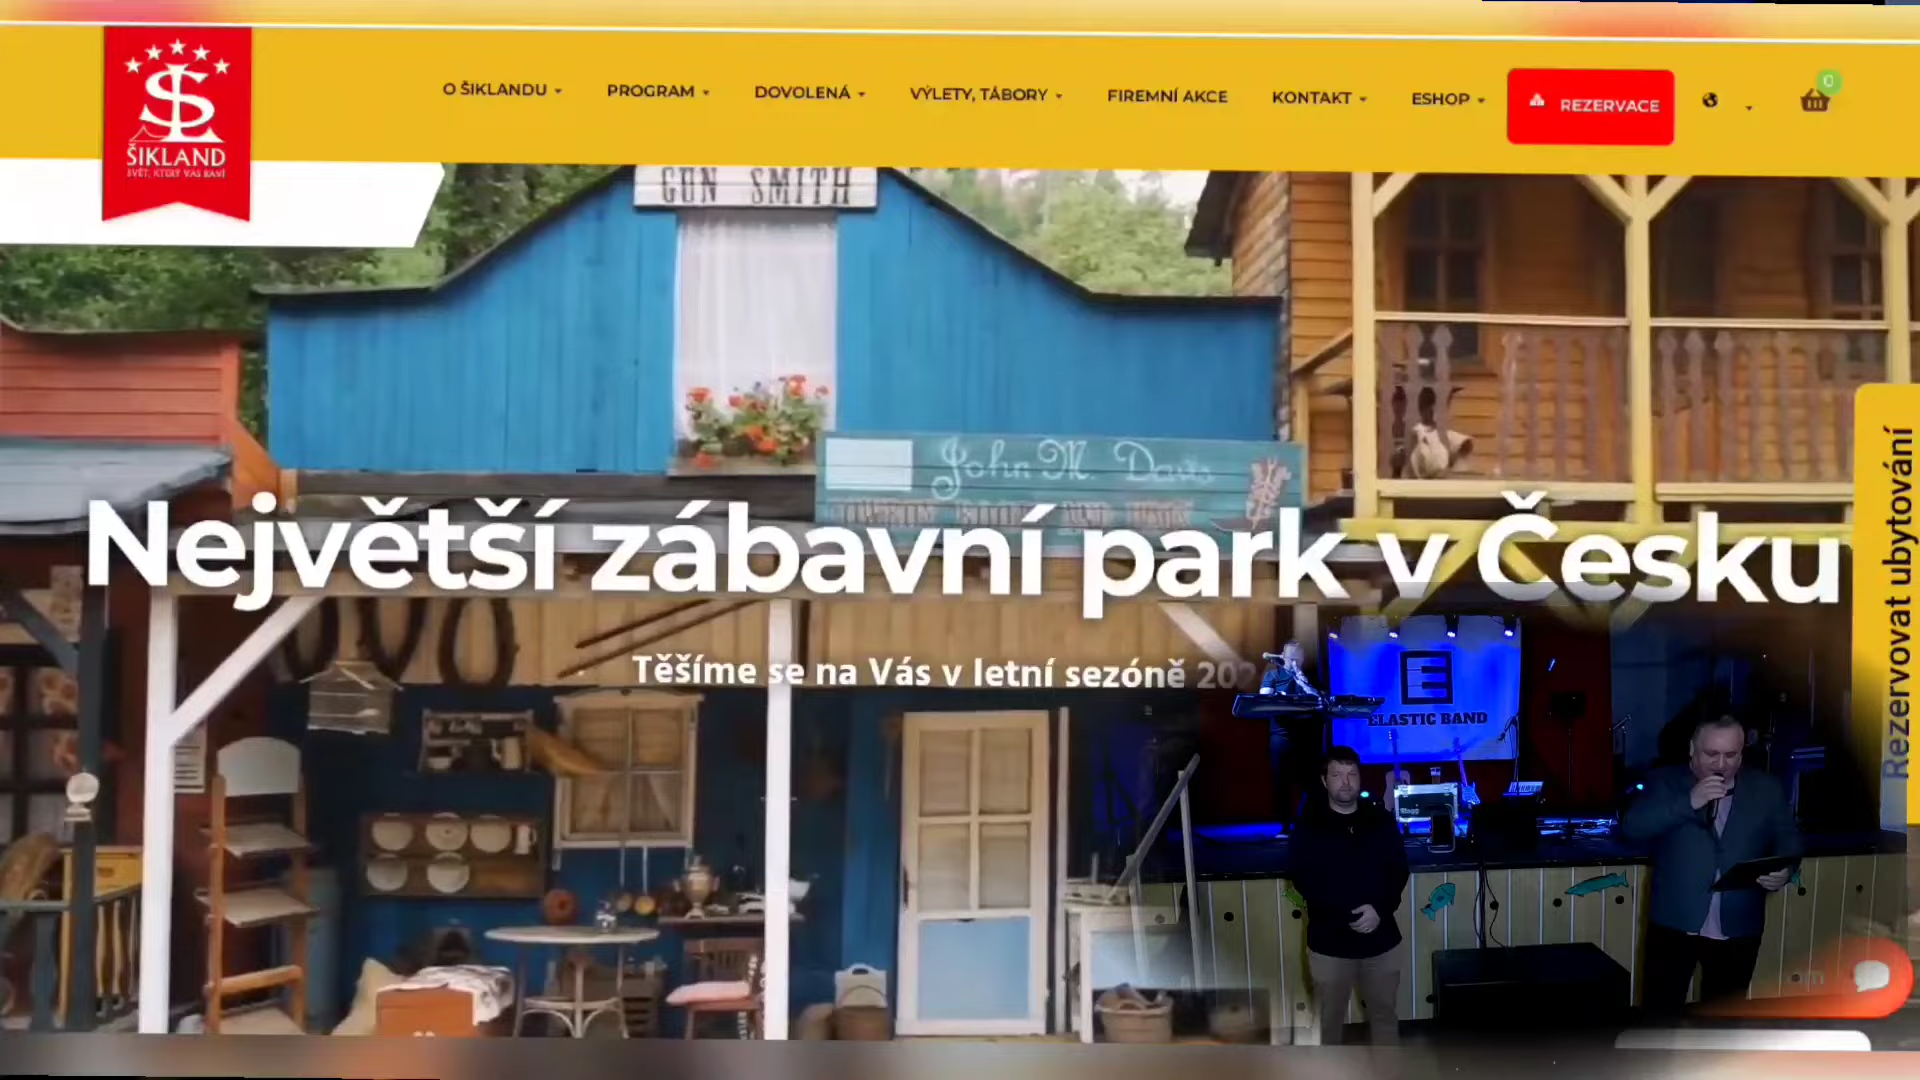 ŠIKLAND
SVĚT, KTERÝ VÁS BAVÍ
O ŠIKLANDU
PROGRAM
DOVOLENÁ
VÝLETY, TÁBORY
FIREMNÍ AKCE
KONTAKT
ESHOP
REZERVACE
0
GUN SMITH
John M. Davis
Největší zábavní park v Česku
Těšíme se na Vás v letní sezóně
Rezervovat ubytování
E
ELASTIC BAND